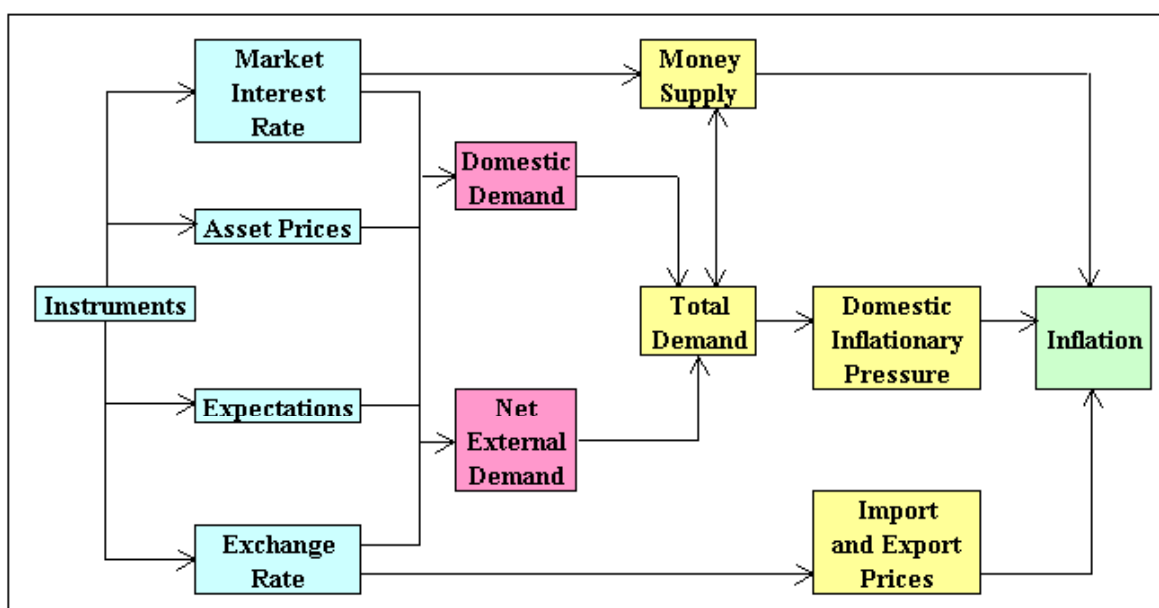 Market
Interest
Rate
Money
Supply
Domestic
Demand
Asset Prices
Instruments
Total
Demand
Domestic
Inflationary
Pressure
Inflation
Expectations
Net
External
Demand
Exchange
Rate
Import
and Export
Prices